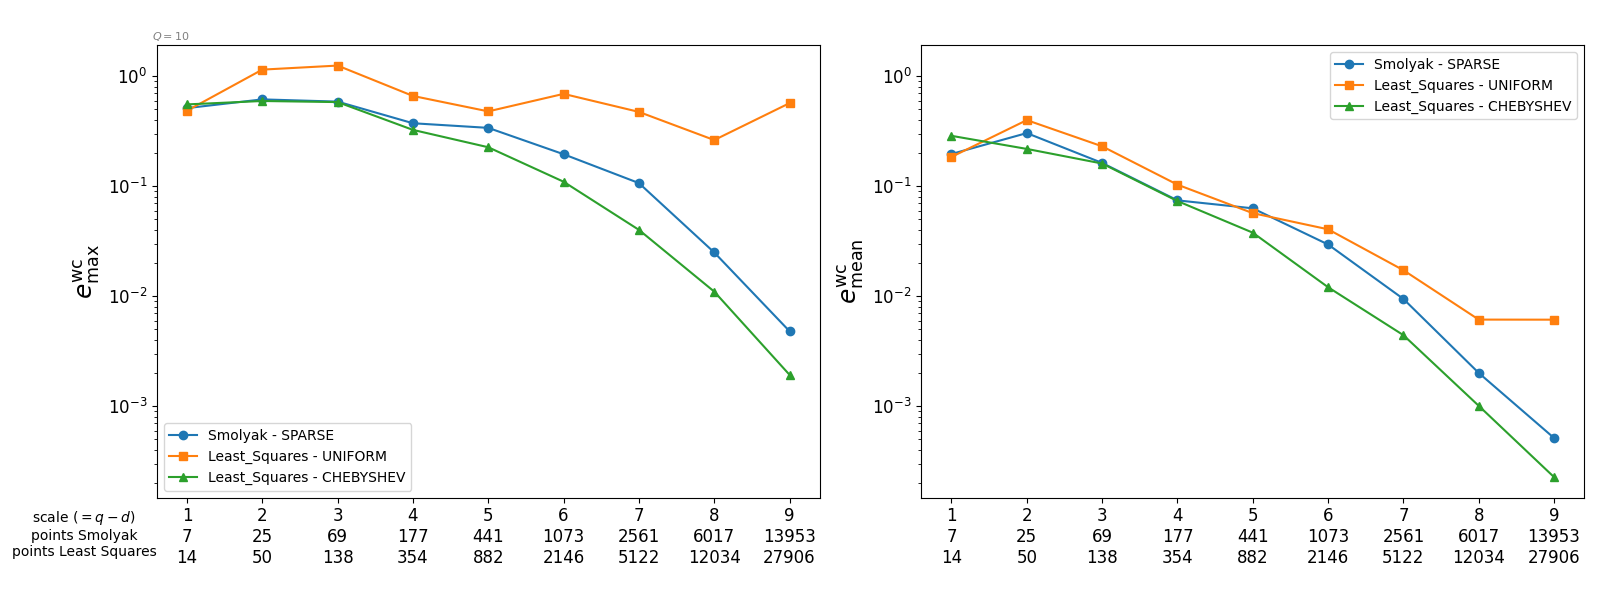 Q = 10
10⁰
10⁻¹
10⁻²
10⁻³
e^wc_max
Smolyak - SPARSE
Least_Squares - UNIFORM
Least_Squares - CHEBYSHEV
scale (= q − d) 1 2 3 4 5 6 7 8 9
points Smolyak 7 25 69 177 441 1073 2561 6017 13953
points Least Squares 14 50 138 354 882 2146 5122 12034 27906
10⁰
10⁻¹
10⁻²
10⁻³
e^wc_mean
Smolyak - SPARSE
Least_Squares - UNIFORM
Least_Squares - CHEBYSHEV
1 2 3 4 5 6 7 8 9
7 25 69 177 441 1073 2561 6017 13953
14 50 138 354 882 2146 5122 12034 27906